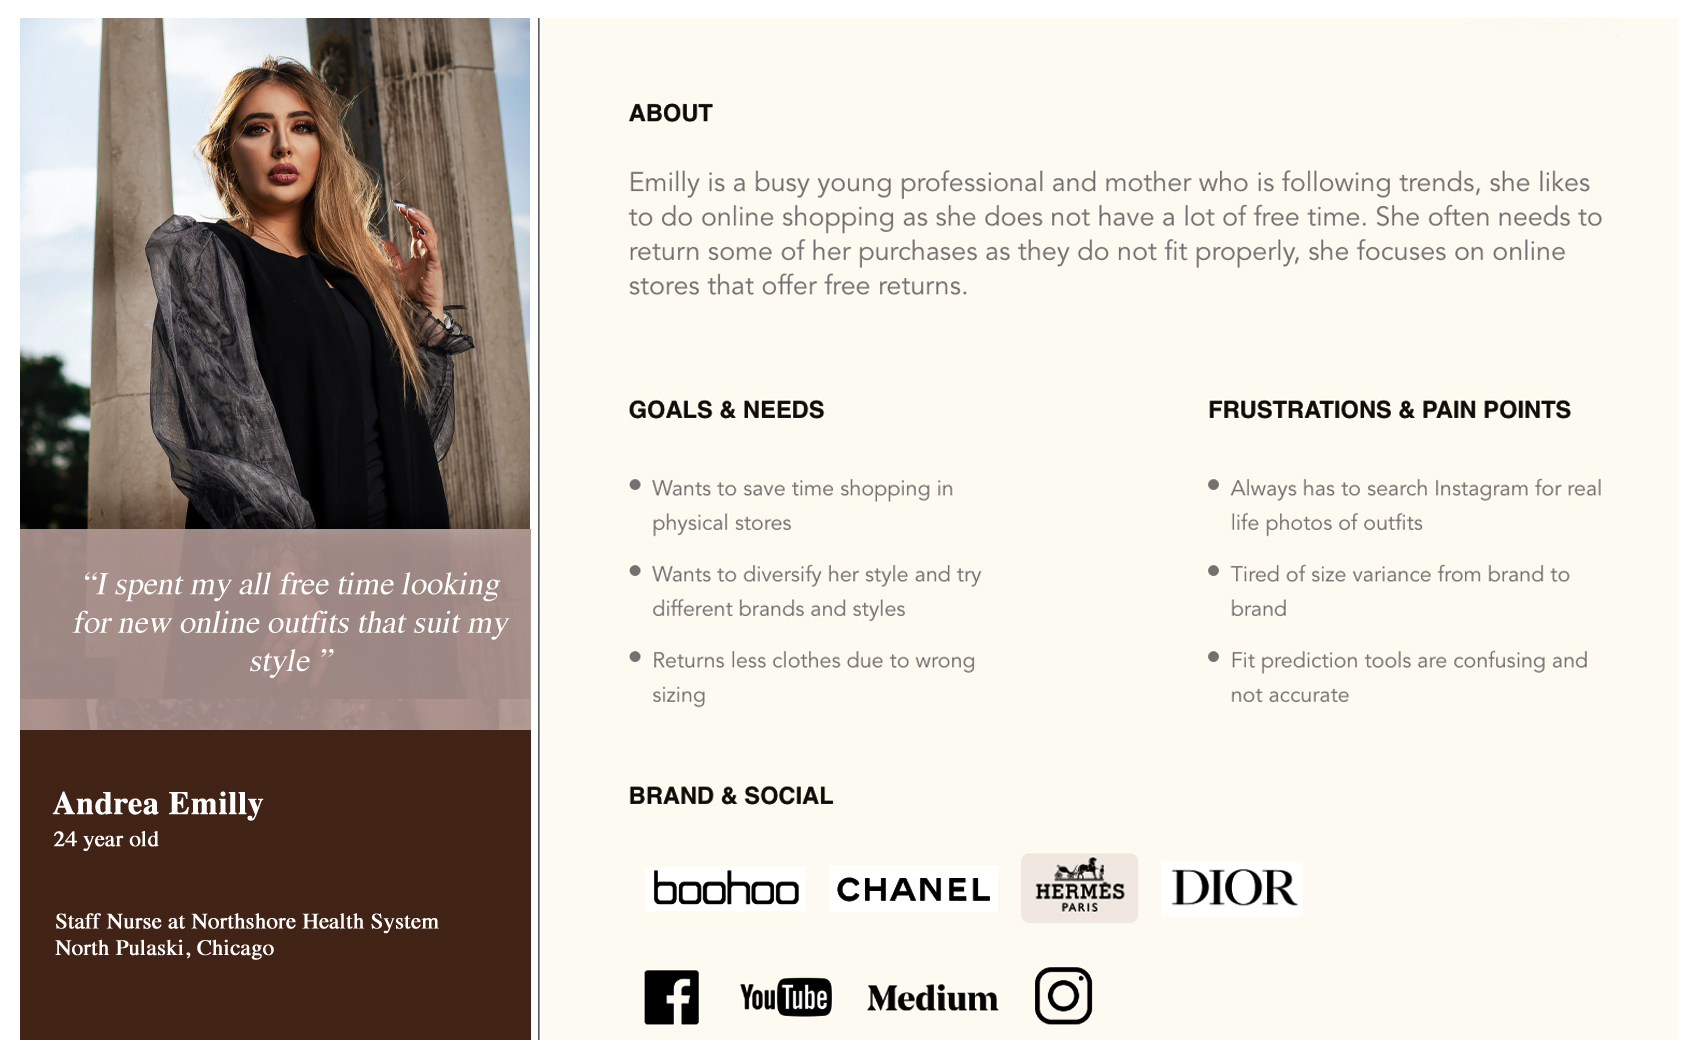 “I spent my all free time looking
for new online outfits that suit my
style ”
Andrea Emilly
24 year old
Staff Nurse at Northshore Health System
North Pulaski, Chicago
ABOUT
Emilly is a busy young professional and mother who is following trends, she likes
to do online shopping as she does not have a lot of free time. She often needs to
return some of her purchases as they do not fit properly, she focuses on online
stores that offer free returns.
GOALS & NEEDS
Wants to save time shopping in
physical stores
Wants to diversify her style and try
different brands and styles
Returns less clothes due to wrong
sizing
FRUSTRATIONS & PAIN POINTS
Always has to search Instagram for real
life photos of outfits
Tired of size variance from brand to
brand
Fit prediction tools are confusing and
not accurate
BRAND & SOCIAL
boohoo
CHANEL
HERMÈS
PARIS
DIOR
f
YouTube
Medium